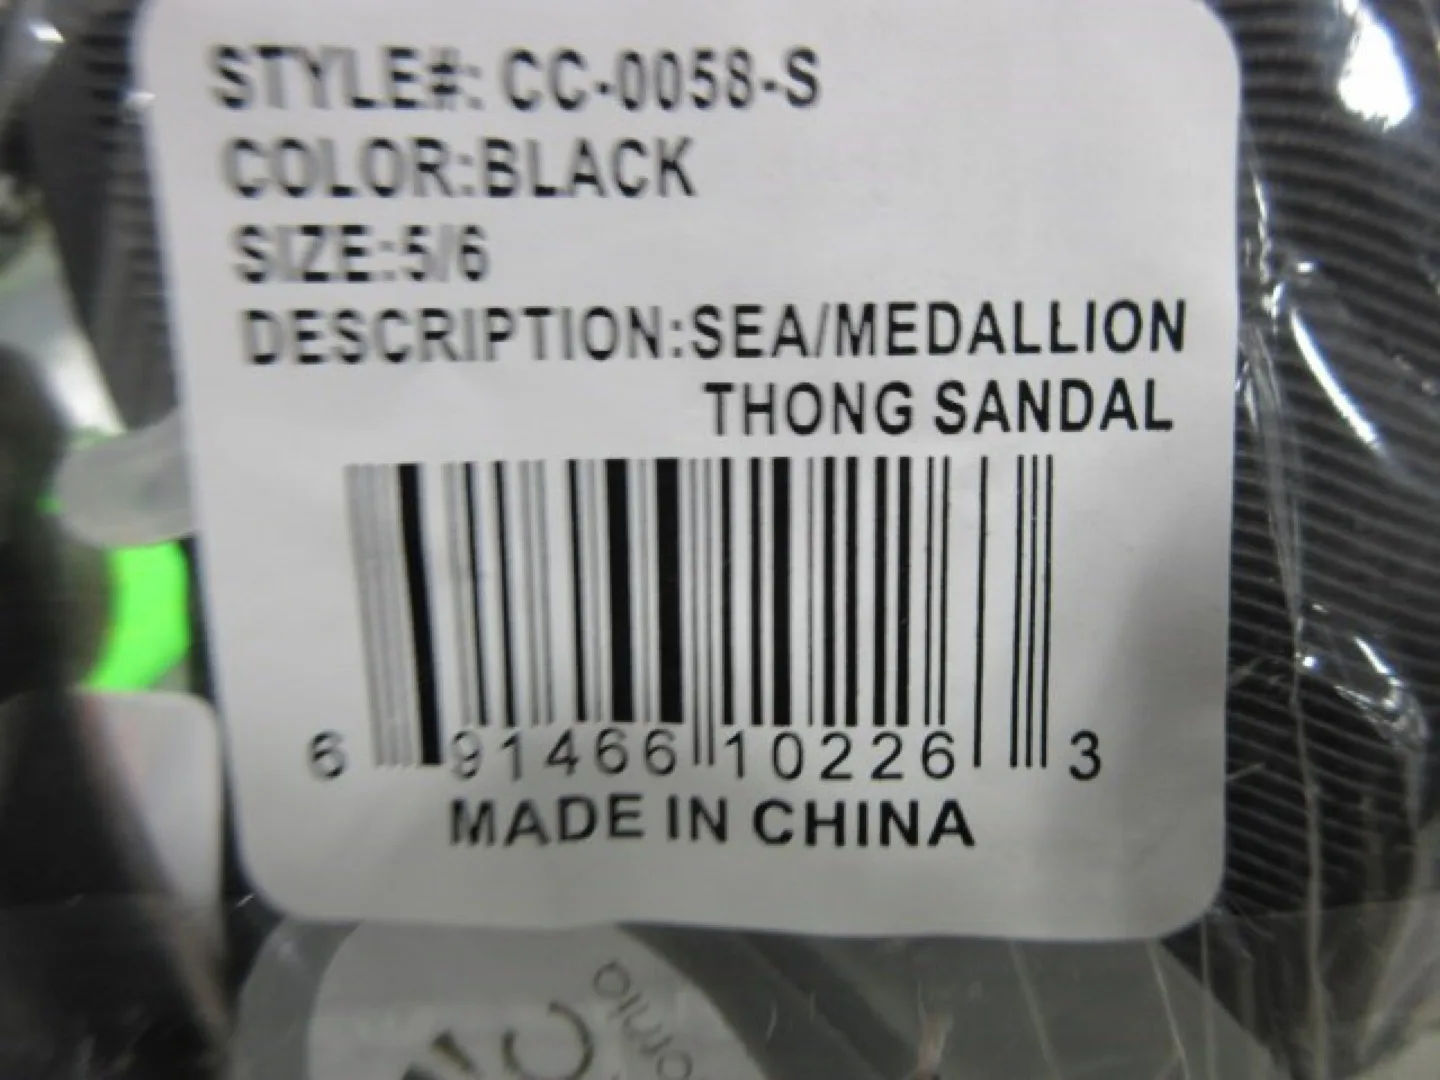 STYLE#: CC-0058-S
COLOR:BLACK
SIZE:5/6
DESCRIPTION:SEA/MEDALLION
THONG SANDAL
6 91466 10226 3
MADE IN CHINA